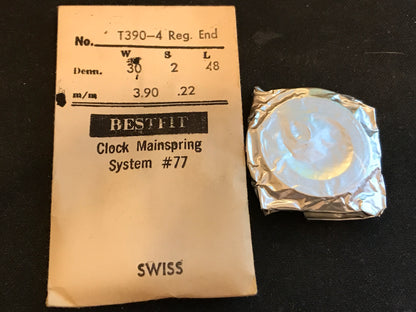 No. T390-4 Reg. End
W S L
Denn. 30 2 48
m/m 3.90 .22
BESTFIT
Clock Mainspring
System #77
SWISS